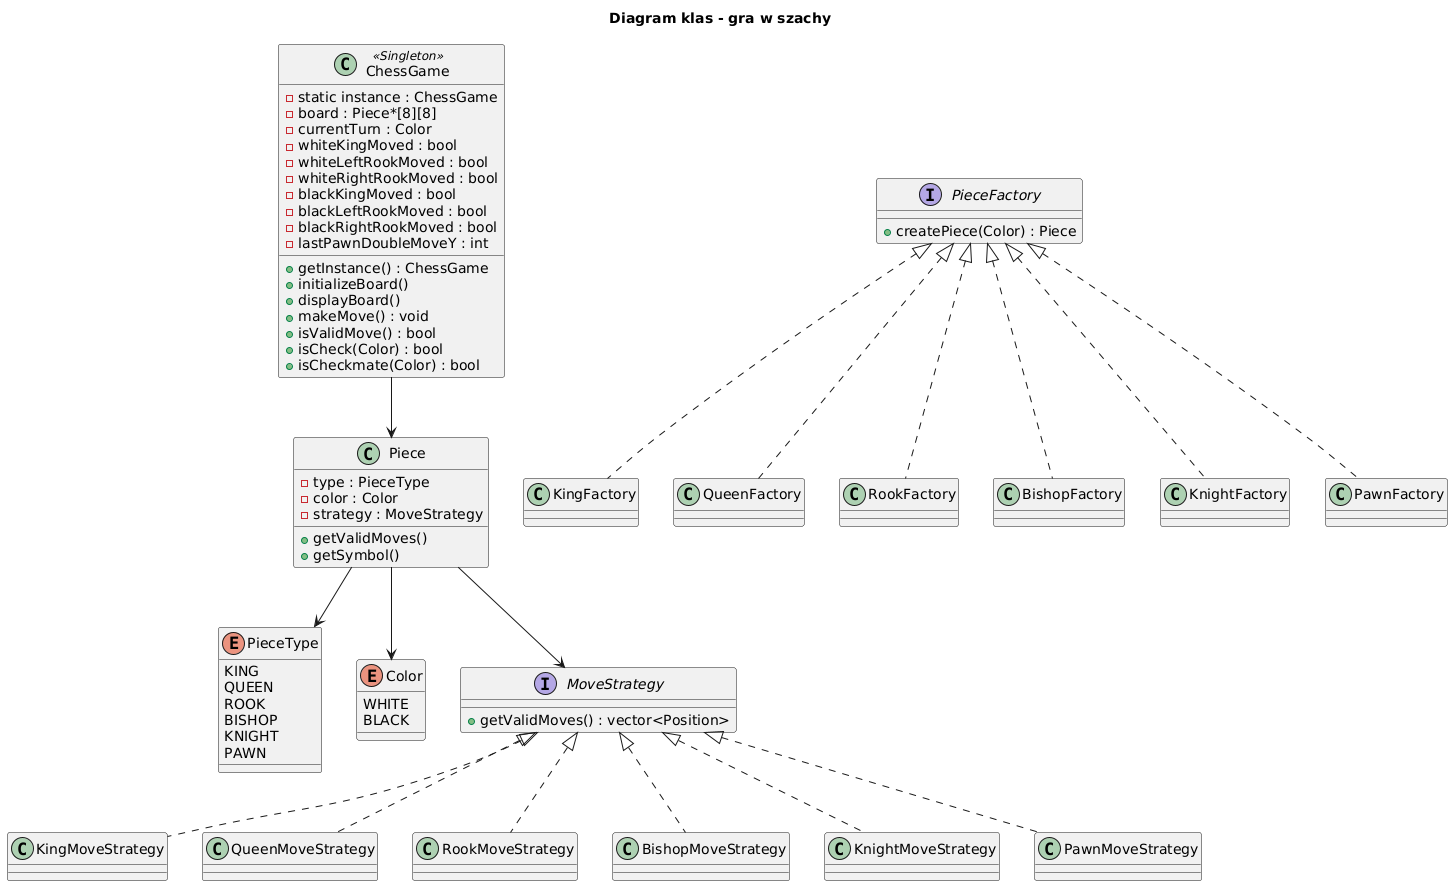 Diagram klas - gra w szachy
«Singleton»
C ChessGame
static instance : ChessGame
board : Piece*[8][8]
currentTurn : Color
whiteKingMoved : bool
whiteLeftRookMoved : bool
whiteRightRookMoved : bool
blackKingMoved : bool
blackLeftRookMoved : bool
blackRightRookMoved : bool
lastPawnDoubleMoveY : int
getInstance() : ChessGame
initializeBoard()
displayBoard()
makeMove() : void
isValidMove() : bool
isCheck(Color) : bool
isCheckmate(Color) : bool
I PieceFactory
createPiece(Color) : Piece
C Piece
type : PieceType
color : Color
strategy : MoveStrategy
getValidMoves()
getSymbol()
C KingFactory
C QueenFactory
C RookFactory
C BishopFactory
C KnightFactory
C PawnFactory
E PieceType
KING
QUEEN
ROOK
BISHOP
KNIGHT
PAWN
E Color
WHITE
BLACK
I MoveStrategy
getValidMoves() : vector<Position>
C KingMoveStrategy
C QueenMoveStrategy
C RookMoveStrategy
C BishopMoveStrategy
C KnightMoveStrategy
C PawnMoveStrategy